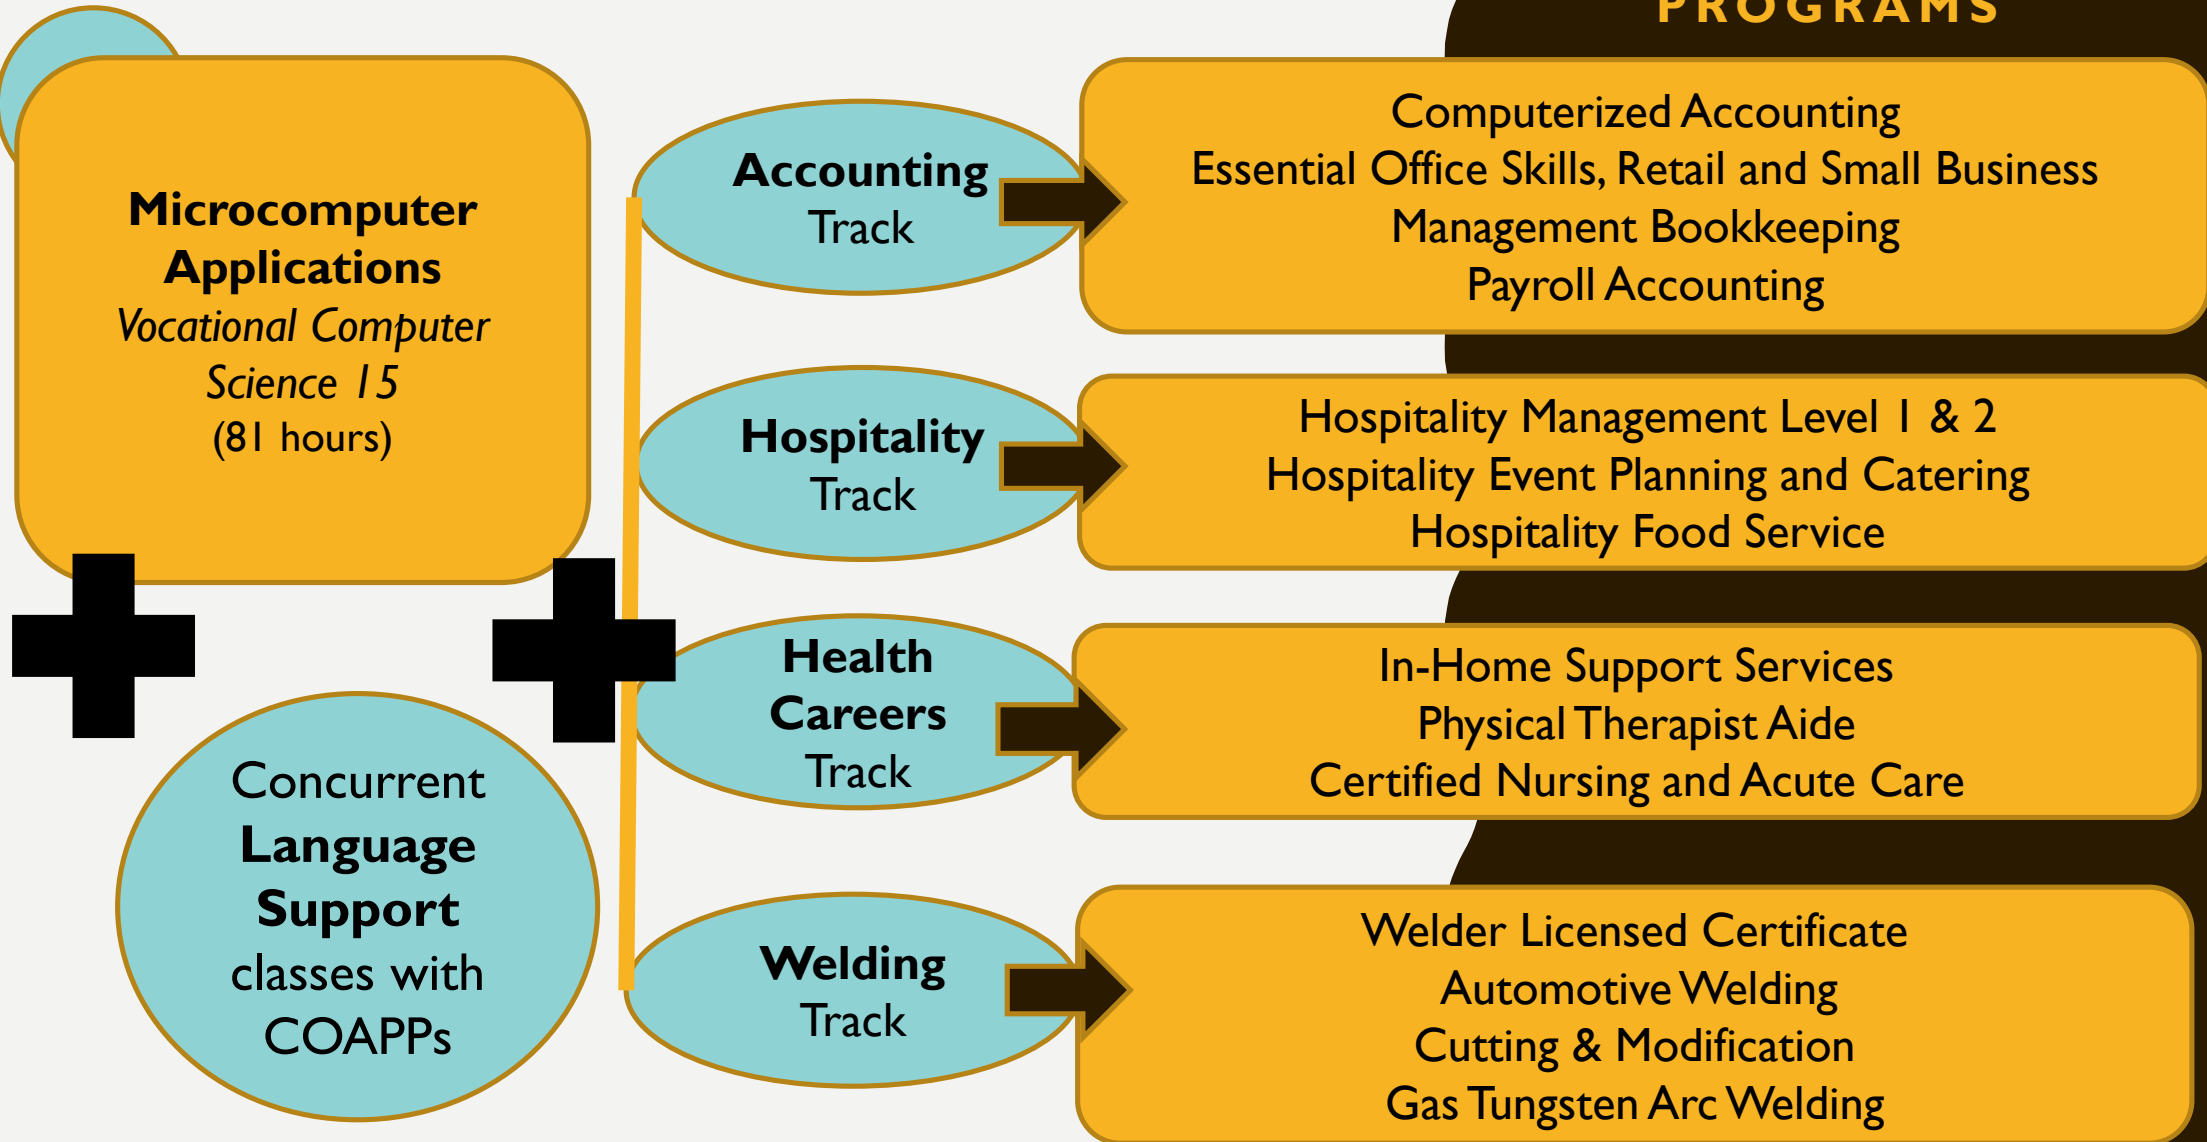 PROGRAMS
Microcomputer
Applications
Vocational Computer
Science 15
(81 hours)
Concurrent
Language
Support
classes with
COAPPs
Accounting
Track
Computerized Accounting
Essential Office Skills, Retail and Small Business
Management Bookkeeping
Payroll Accounting
Hospitality
Track
Hospitality Management Level 1 & 2
Hospitality Event Planning and Catering
Hospitality Food Service
Health
Careers
Track
In-Home Support Services
Physical Therapist Aide
Certified Nursing and Acute Care
Welding
Track
Welder Licensed Certificate
Automotive Welding
Cutting & Modification
Gas Tungsten Arc Welding